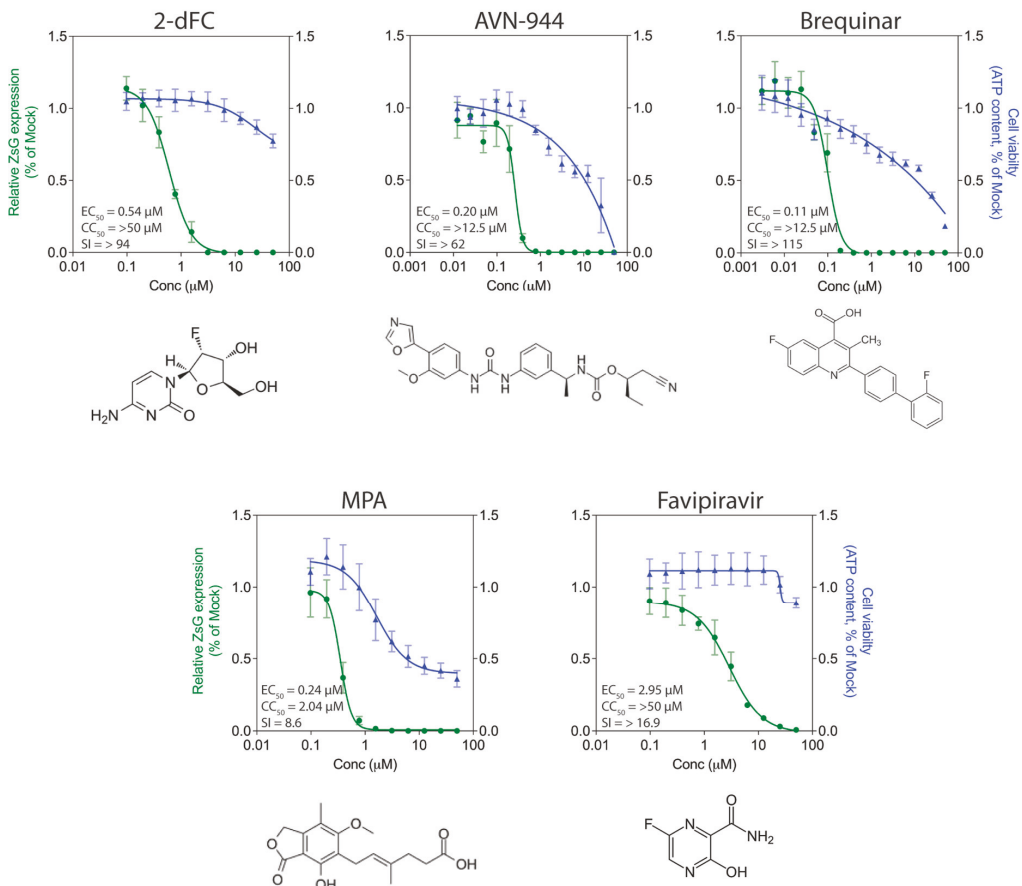 2-dFC
AVN-944
Brequinar
Relative ZsG expression
(% of Mock)
1.5
1.0
0.5
0.0
1.5
1.0
0.5
0.0
EC50 = 0.54 µM
CC50 = >50 µM
SI = > 94
0.01 0.1 1 10 100
Conc (µM)
1.5
1.0
0.5
0.0
1.5
1.0
0.5
0.0
EC50 = 0.20 µM
CC50 = >12.5 µM
SI = > 62
0.001 0.01 0.1 1 10 100
Conc (µM)
1.5
1.0
0.5
0.0
1.5
1.0
0.5
0.0
EC50 = 0.11 µM
CC50 = >12.5 µM
SI = > 115
0.001 0.01 0.1 1 10 100
Conc (µM)
Cell viabilty
(ATP content, % of Mock)
F
H
OH
N
O
OH
H2N
N
O
N
O
O
O
N
H
N
H
H
N
O
O
N
O
OH
F
CH3
N
F
MPA
Favipiravir
Relative ZsG expression
(% of Mock)
1.5
1.0
0.5
0.0
1.5
1.0
0.5
0.0
EC50 = 0.24 µM
CC50 = 2.04 µM
SI = 8.6
0.01 0.1 1 10 100
Conc (µM)
1.5
1.0
0.5
0.0
1.5
1.0
0.5
0.0
EC50 = 2.95 µM
CC50 = >50 µM
SI = > 16.9
0.01 0.1 1 10 100
Conc (µM)
Cell viabilty
(ATP content, % of Mock)
O
O
O
O
OH
OH
F
N
O
NH2
N
OH